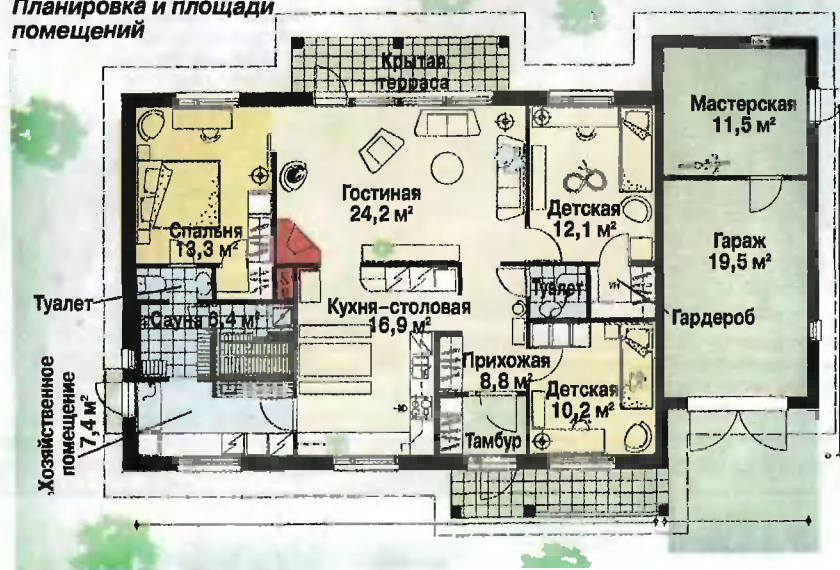 Планировка и площади
помещений
Крытая
терраса
Мастерская
11,5 м²
Гостиная
24,2 м²
Спальня
13,3 м²
Детская
12,1 м²
Гараж
19,5 м²
Туалет
Сауна 6,4 м²
Кухня–столовая
16,9 м²
Туалет
Гардероб
Прихожая
8,8 м²
Детская
10,2 м²
Тамбур
Хозяйственное
помещение
7,4 м²